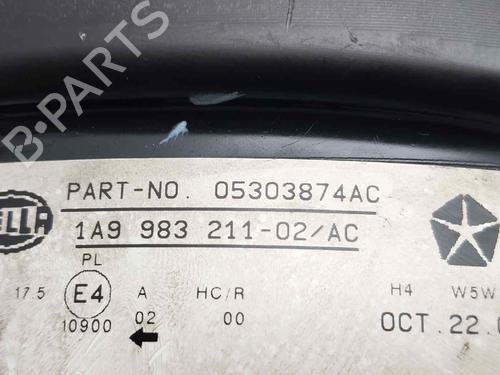 B-PARTS
PART-NO. 05303874AC
1A9 983 211-02/AC
PL
17.5 E4 A HC/R H4 W5W
10900 02 00 OCT.22.